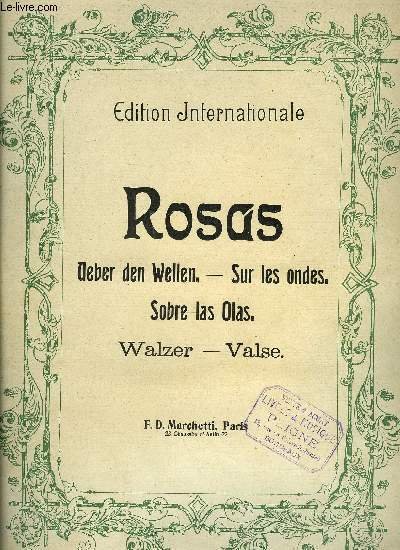 Le-livre.com
Edition Internationale
Rosas
Ueber den Wellen. — Sur les ondes.
Sobre las Olas.
Walzer — Valse.
F. D. Marchetti, Paris